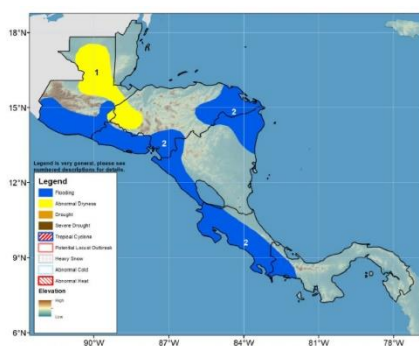 18°N
15°N
12°N
9°N
6°N
90°W
87°W
84°W
81°W
78°W
1
2
2
2
Legend is very general, please see
numbered descriptions for details.
Legend
Flooding
Abnormal Dryness
Drought
Severe Drought
Tropical Cyclone
Potential Locust Outbreak
Heavy Snow
Abnormal Cold
Abnormal Heat
Elevation
High
Low